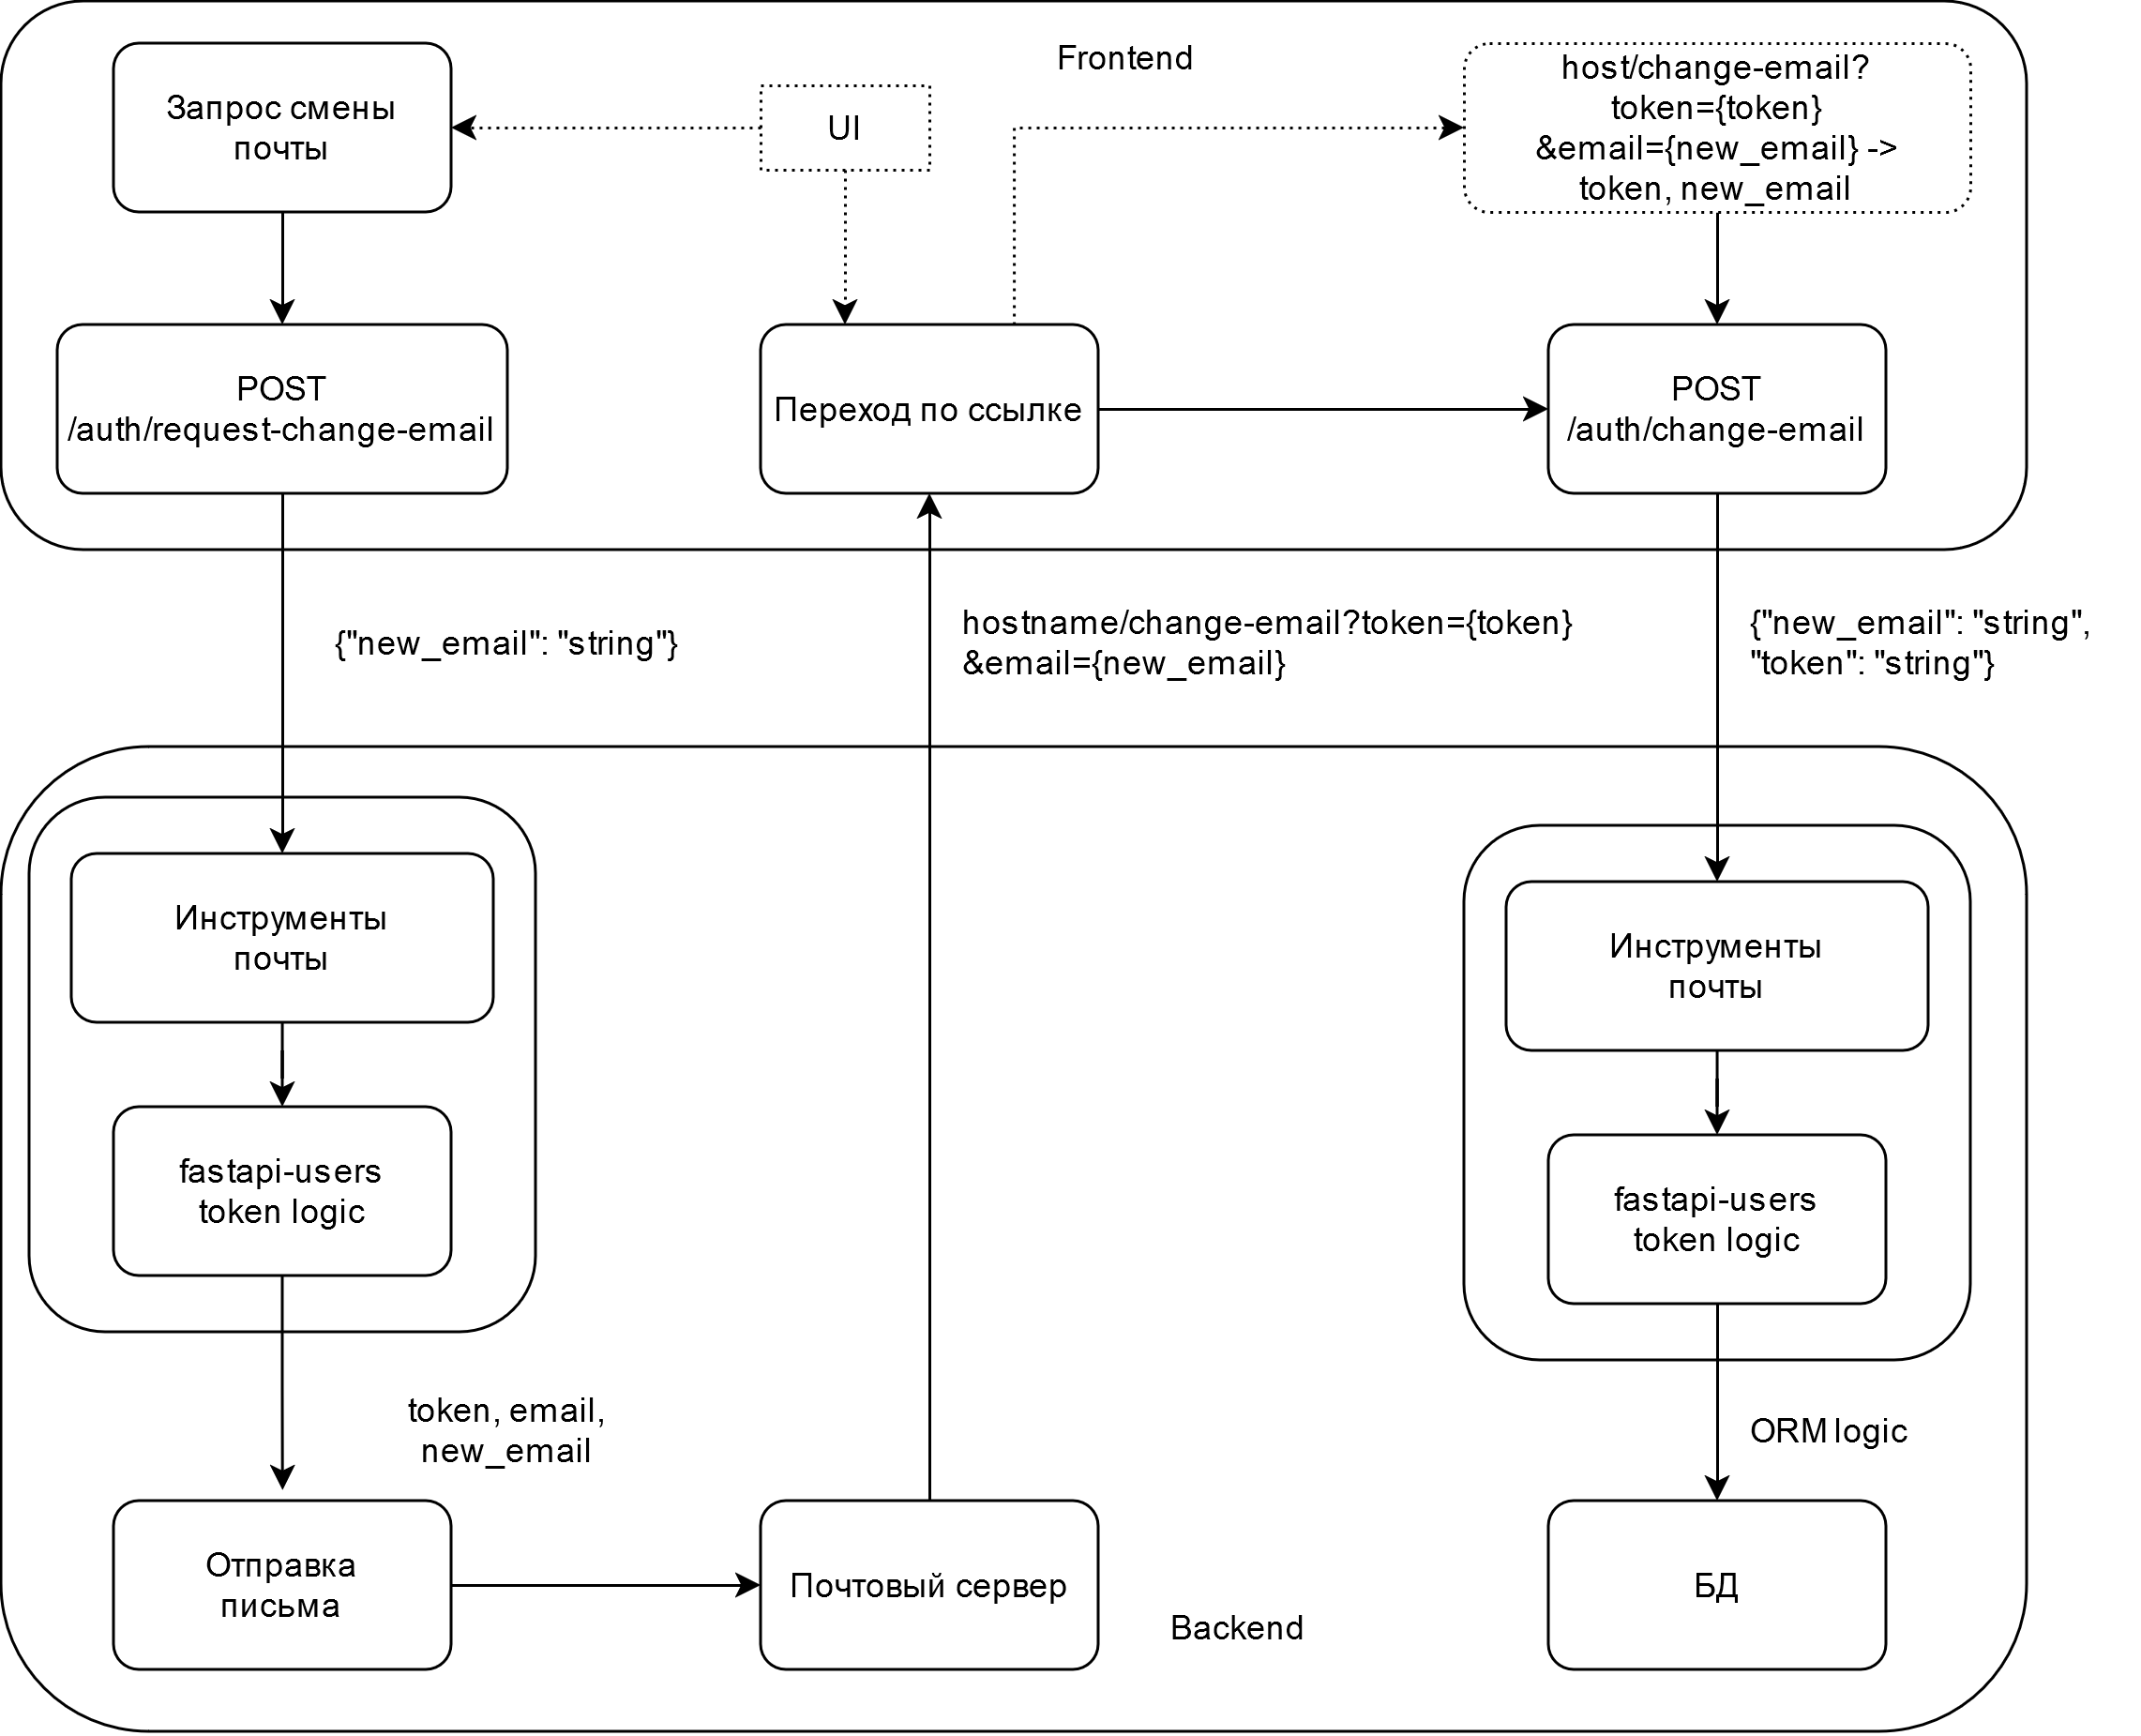 Frontend
Запрос смены
почты
UI
host/change-email?
token={token}
&email={new_email} ->
token, new_email
POST
/auth/request-change-email
Переход по ссылке
POST
/auth/change-email
{"new_email": "string"}
hostname/change-email?token={token}
&email={new_email}
{"new_email": "string",
"token": "string"}
Инструменты
почты
Инструменты
почты
fastapi-users
token logic
fastapi-users
token logic
token, email,
new_email
ORM logic
Отправка
письма
Почтовый сервер
БД
Backend